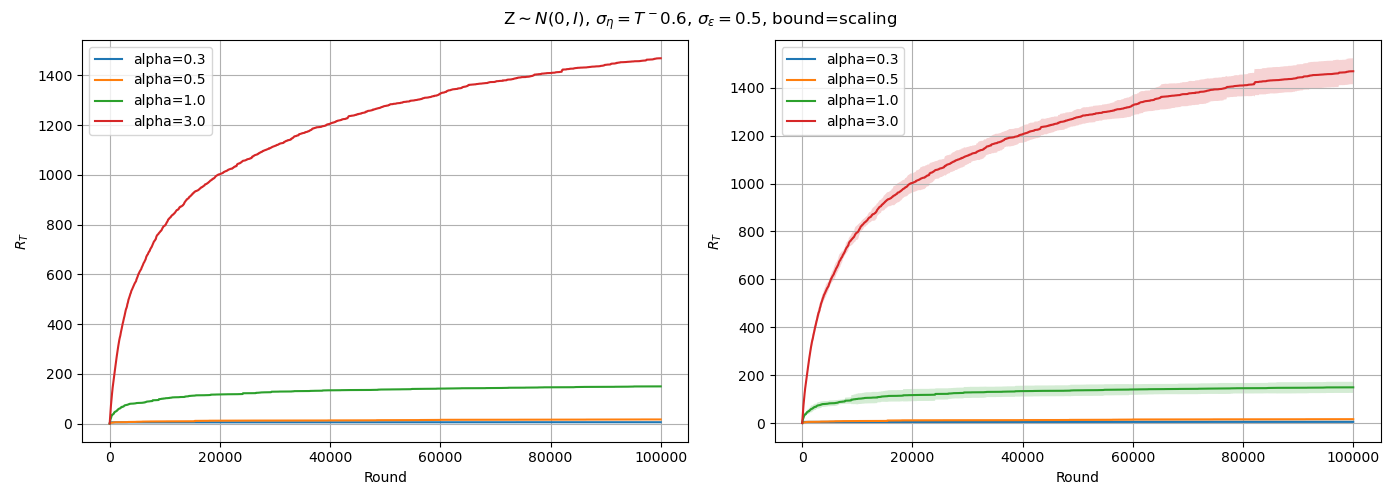 Z ∼ N(0, I), σ_η = T⁻0.6, σ_ε = 0.5, bound=scaling
alpha=0.3
alpha=0.5
alpha=1.0
alpha=3.0
1400
1200
1000
800
600
400
200
0
R_T
0 20000 40000 60000 80000 100000
Round
alpha=0.3
alpha=0.5
alpha=1.0
alpha=3.0
1400
1200
1000
800
600
400
200
0
R_T
0 20000 40000 60000 80000 100000
Round